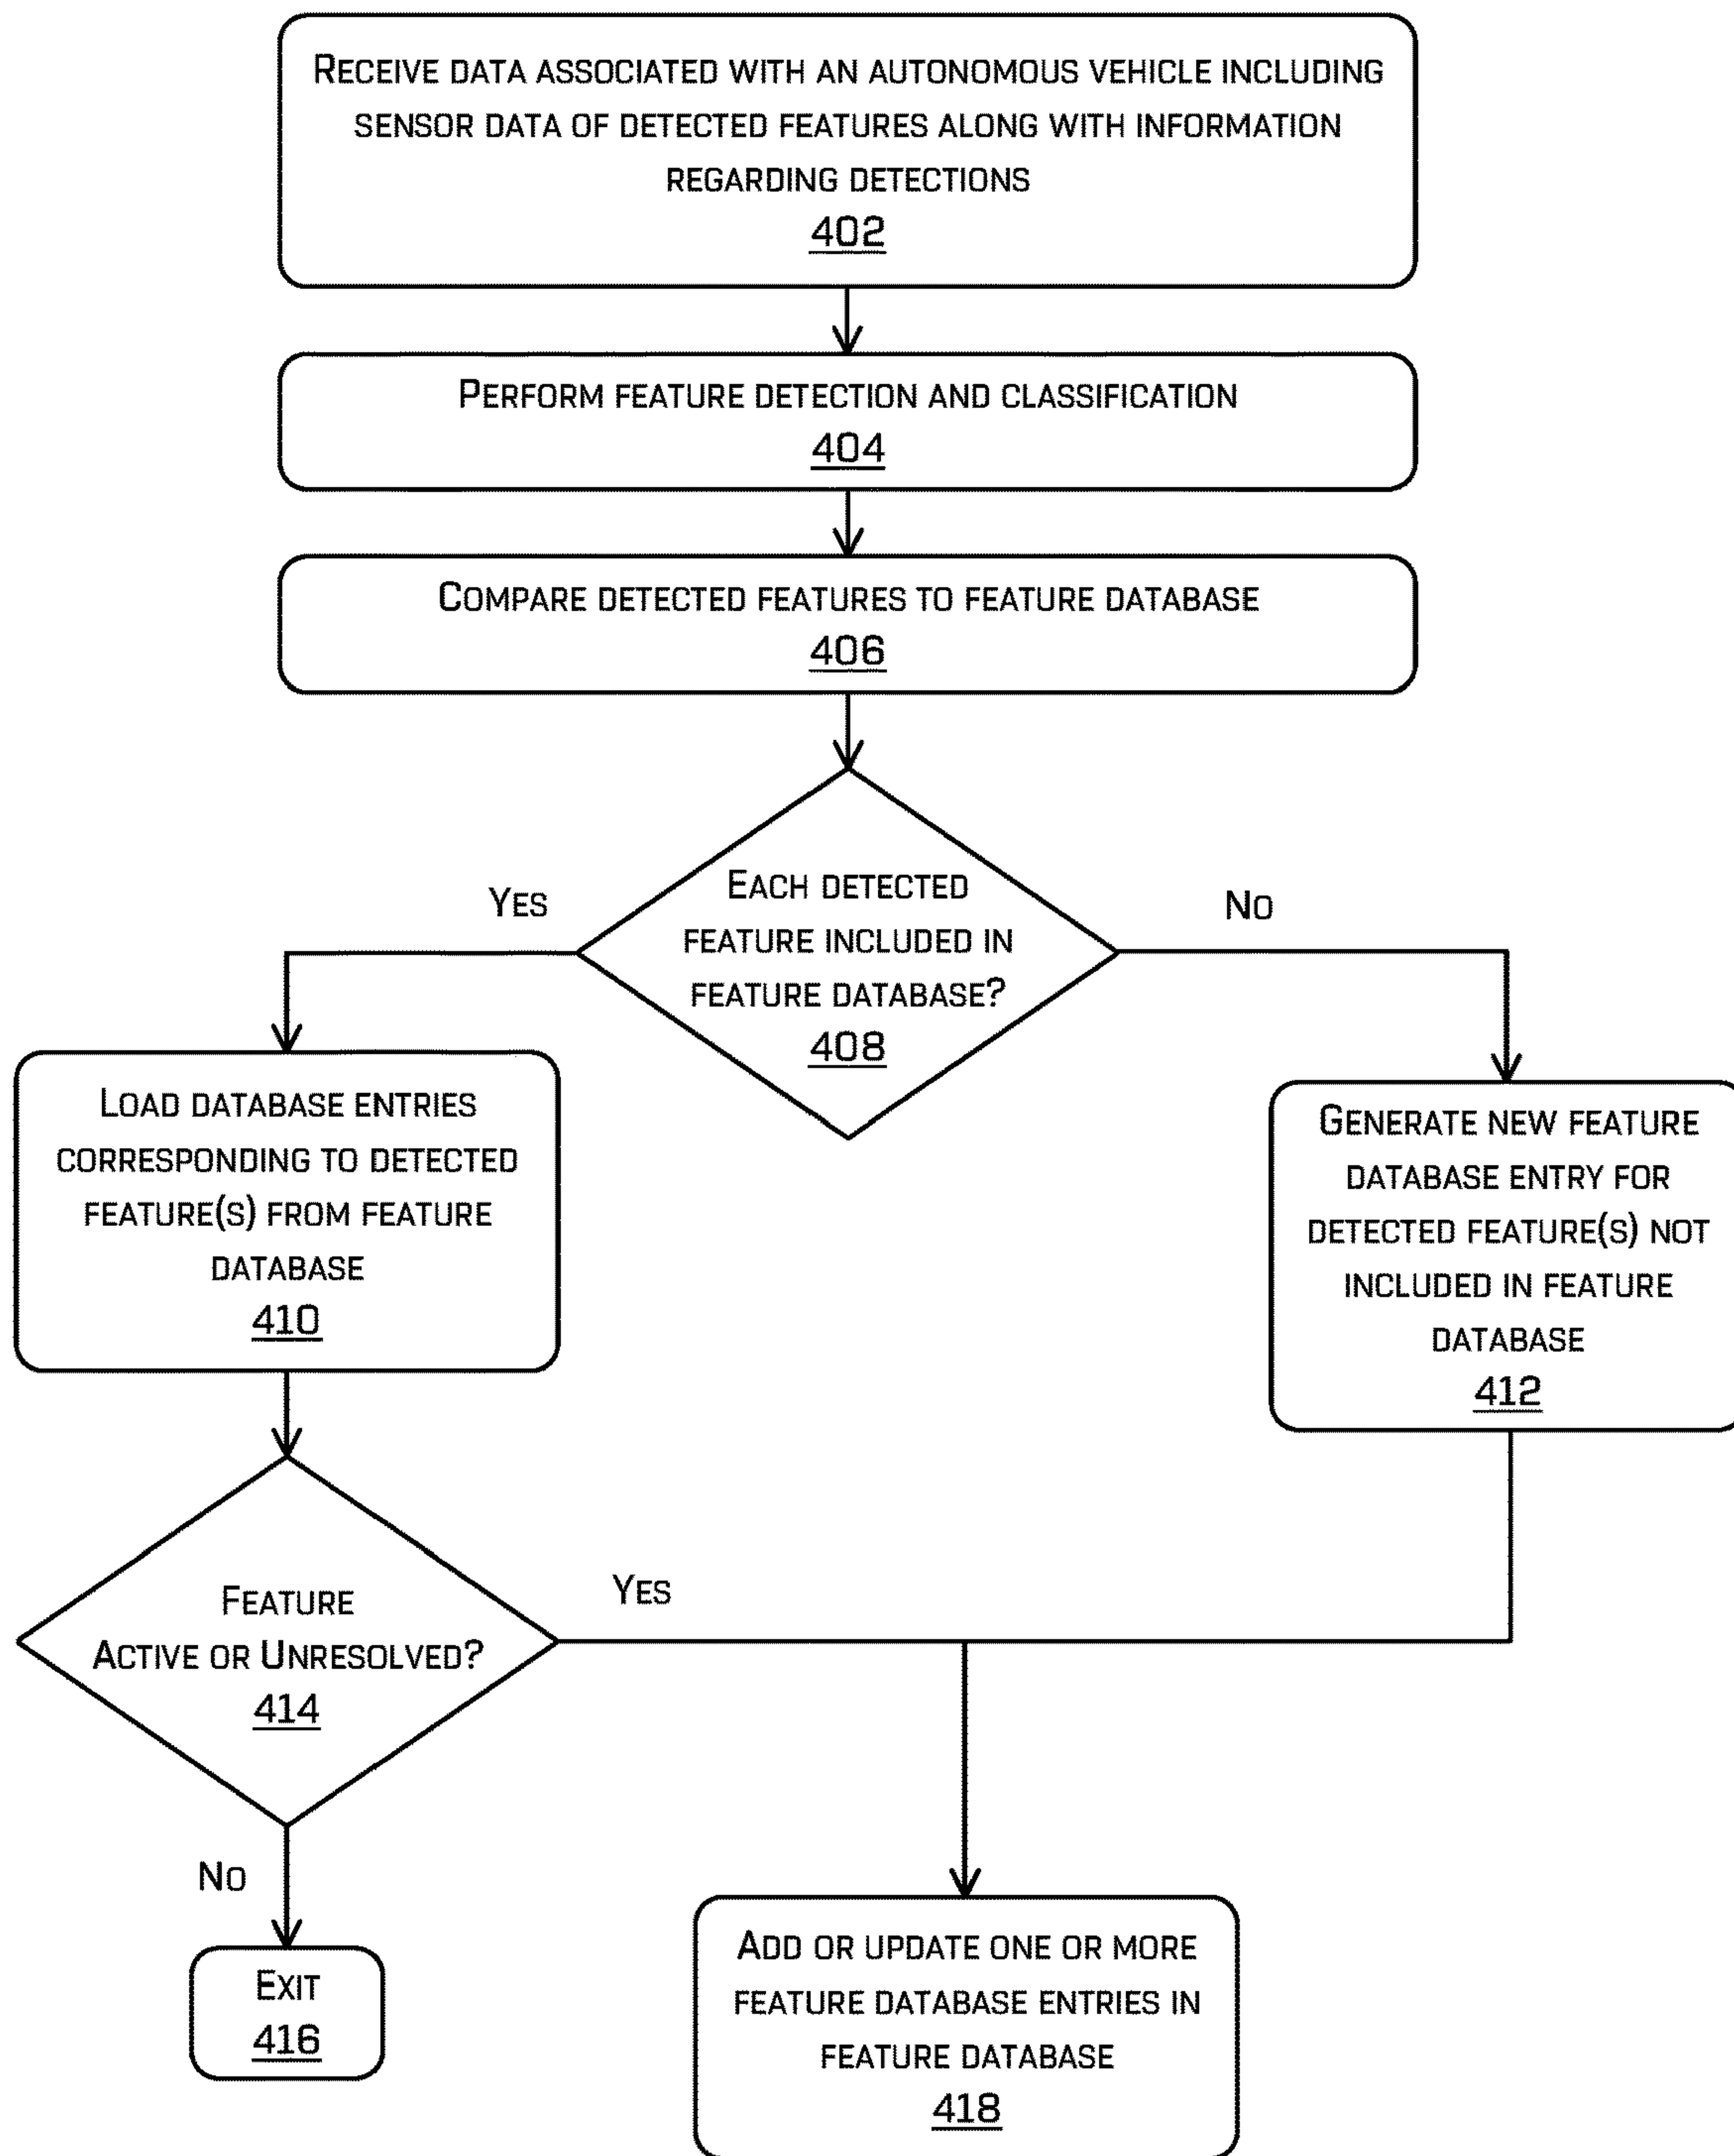 RECEIVE DATA ASSOCIATED WITH AN AUTONOMOUS VEHICLE INCLUDING
SENSOR DATA OF DETECTED FEATURES ALONG WITH INFORMATION
REGARDING DETECTIONS
402
PERFORM FEATURE DETECTION AND CLASSIFICATION
404
COMPARE DETECTED FEATURES TO FEATURE DATABASE
406
EACH DETECTED
FEATURE INCLUDED IN
FEATURE DATABASE?
408
YES
NO
LOAD DATABASE ENTRIES
CORRESPONDING TO DETECTED
FEATURE(S) FROM FEATURE
DATABASE
410
GENERATE NEW FEATURE
DATABASE ENTRY FOR
DETECTED FEATURE(S) NOT
INCLUDED IN FEATURE
DATABASE
412
FEATURE
ACTIVE OR UNRESOLVED?
414
YES
NO
EXIT
416
ADD OR UPDATE ONE OR MORE
FEATURE DATABASE ENTRIES IN
FEATURE DATABASE
418